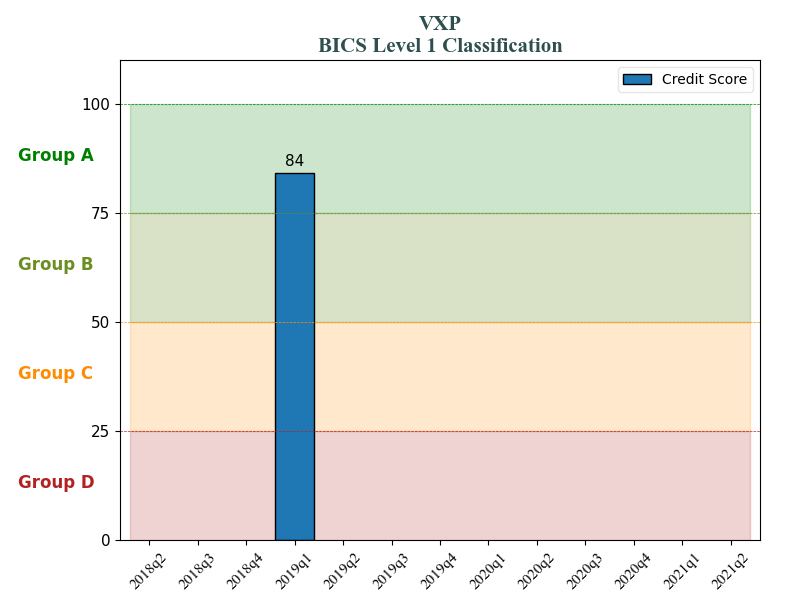 VXP
BICS Level 1 Classification
Credit Score
100
Group A
84
75
Group B
50
Group C
25
Group D
0
2018q2
2018q3
2018q4
2019q1
2019q2
2019q3
2019q4
2020q1
2020q2
2020q3
2020q4
2021q1
2021q2